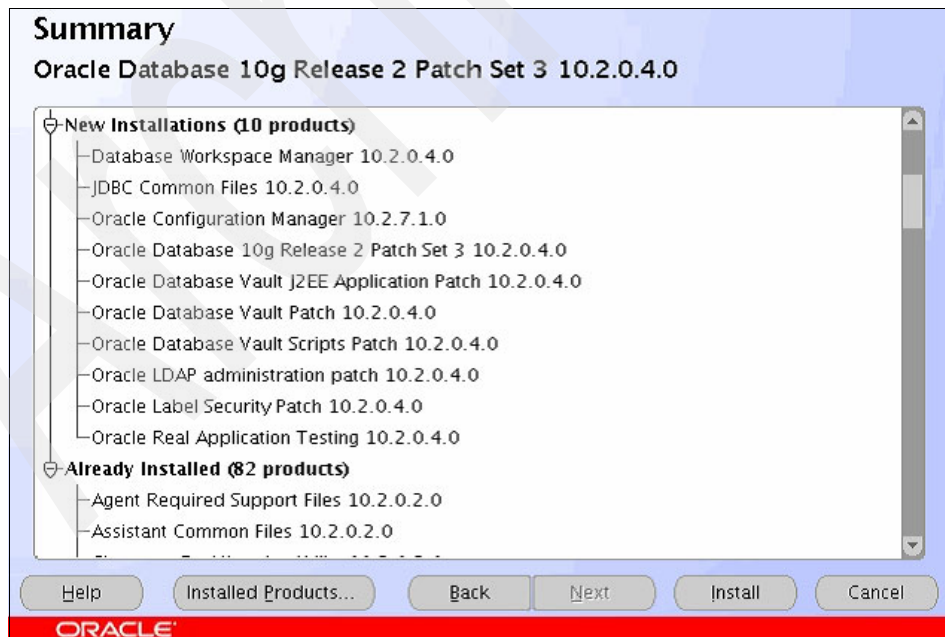 Summary
Oracle Database 10g Release 2 Patch Set 3 10.2.0.4.0
New Installations (10 products)
Database Workspace Manager 10.2.0.4.0
JDBC Common Files 10.2.0.4.0
Oracle Configuration Manager 10.2.7.1.0
Oracle Database 10g Release 2 Patch Set 3 10.2.0.4.0
Oracle Database Vault J2EE Application Patch 10.2.0.4.0
Oracle Database Vault Patch 10.2.0.4.0
Oracle Database Vault Scripts Patch 10.2.0.4.0
Oracle LDAP administration patch 10.2.0.4.0
Oracle Label Security Patch 10.2.0.4.0
Oracle Real Application Testing 10.2.0.4.0
Already Installed (82 products)
Agent Required Support Files 10.2.0.2.0
Assistant Common Files 10.2.0.2.0
Help Installed Products... Back Next Install Cancel
ORACLE